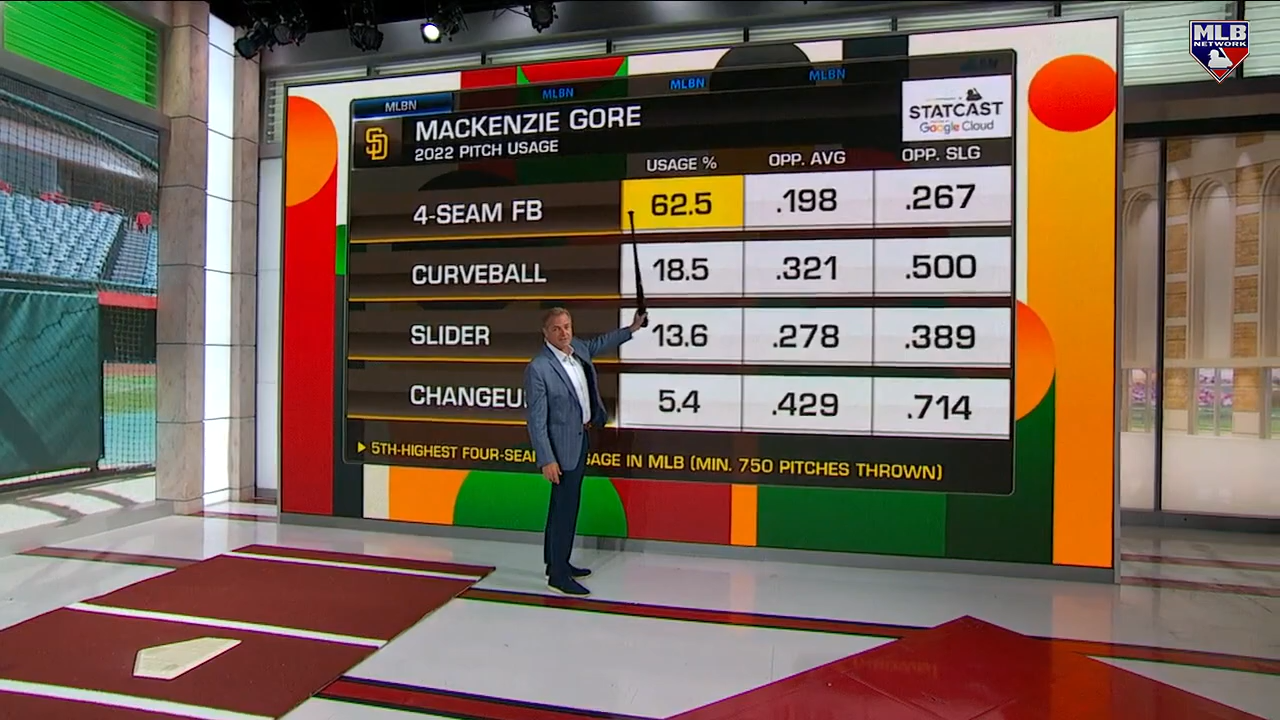 MLB
NETWORK
MLBN
MLBN
MLBN
MLBN
SD
MACKENZIE GORE
2022 PITCH USAGE
STATCAST
Google Cloud
USAGE % OPP. AVG OPP. SLG
4-SEAM FB 62.5 .198 .267
CURVEBALL 18.5 .321 .500
SLIDER 13.6 .278 .389
CHANGEU 5.4 .429 .714
5TH-HIGHEST FOUR-SEA SAGE IN MLB (MIN. 750 PITCHES THROWN)